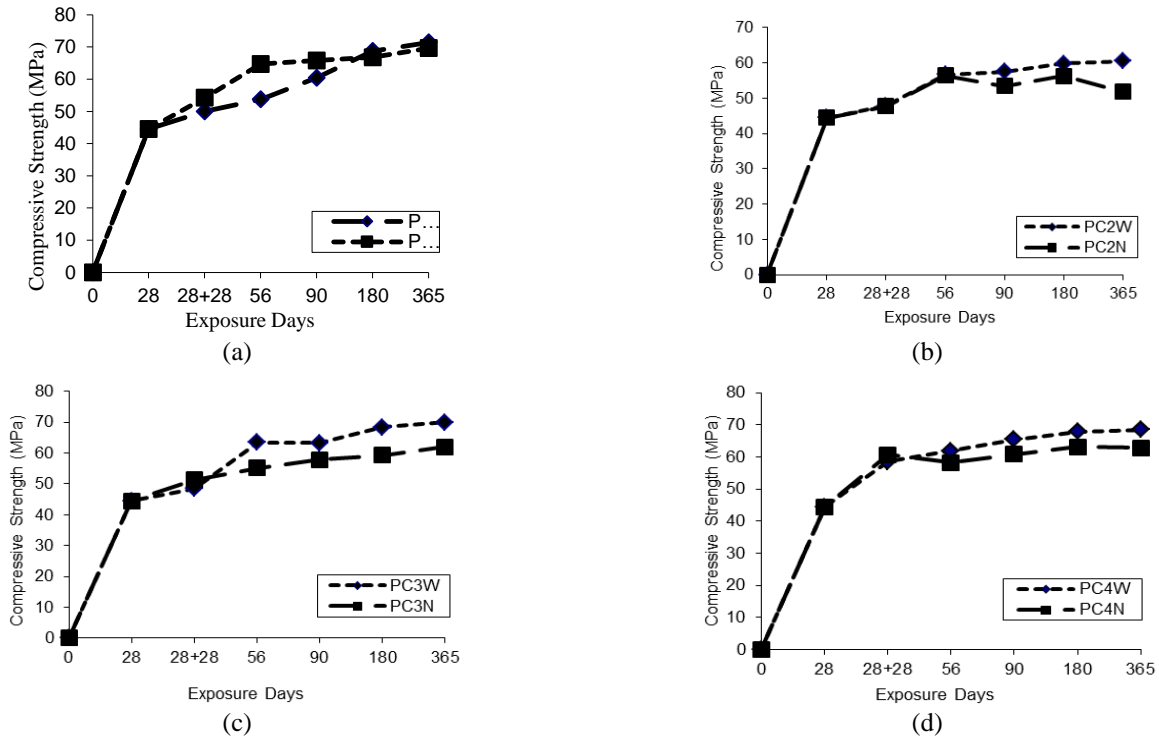 Compressive Strength (MPa)
80
70
60
50
40
30
20
10
0
0 28 28+28 56 90 180 365
Exposure Days
P...
P...
(a)
Compressive Strength (MPa)
70
60
50
40
30
20
10
0
0 28 28+28 56 90 180 365
Exposure Days
PC2W
PC2N
(b)
Compressive Strength (MPa)
80
70
60
50
40
30
20
10
0
0 28 28+28 56 90 180 365
Exposure Days
PC3W
PC3N
(c)
Compressive Strength (MPa)
80
70
60
50
40
30
20
10
0
0 28 28+28 56 90 180 365
Exposure Days
PC4W
PC4N
(d)